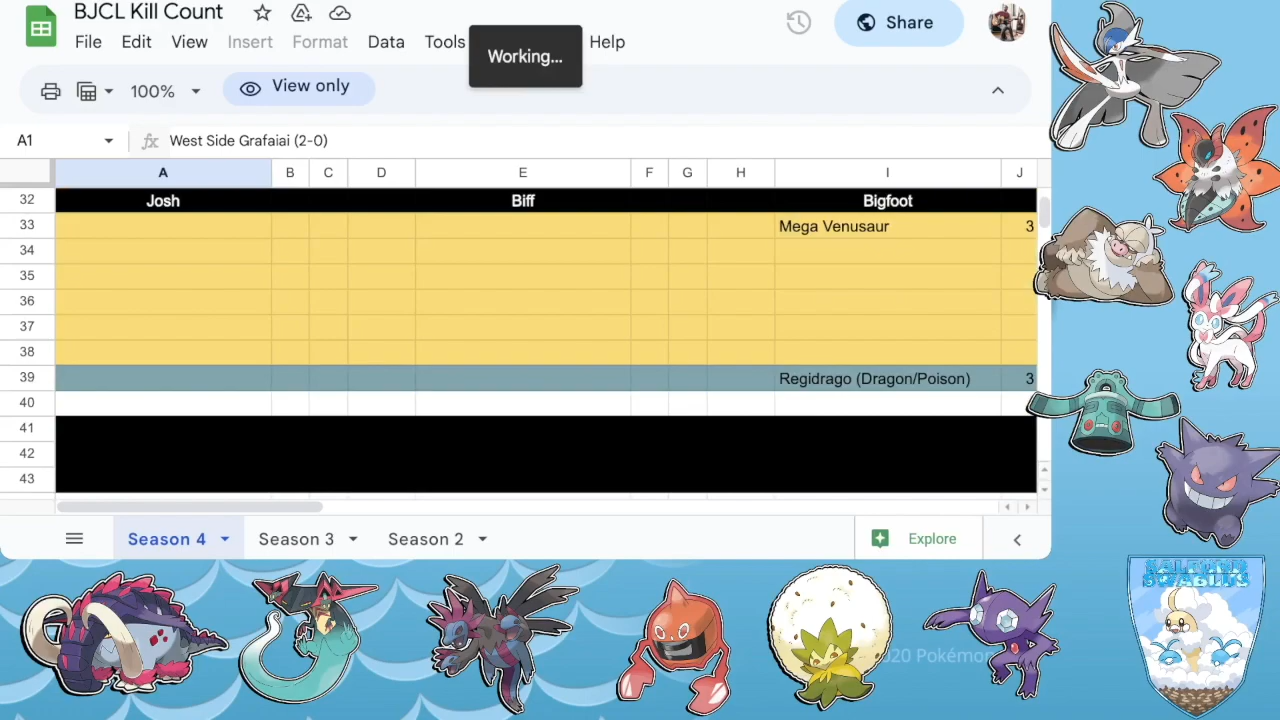 BJCL Kill Count
File Edit View Insert Format Data Tools Help
Working...
Share
100% View only
A1 fx West Side Grafaiai (2-0)
A B C D E F G H I J
32 Josh Biff Bigfoot
33 Mega Venusaur 3
34
35
36
37
38
39 Regidrago (Dragon/Poison) 3
40
41
42
43
Season 4 Season 3 Season 2 Explore
2020 Pokémon
SWABLUS